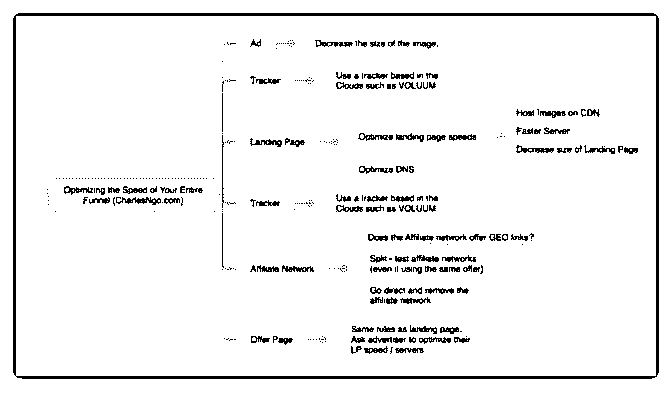 Ad
Decrease the size of the image.
Tracker
Use a tracker based in the
Clouds such as VOLUUM
Host Images on CDN
Landing Page
Optimize landing page speeds
Faster Server
Decrease size of Landing Page
Optimize DNS
Optimizing the Speed of Your Entire
Funnel (CharlesNgo.com)
Tracker
Use a tracker based in the
Clouds such as VOLUUM
Does the Affiliate network offer GEO links?
Affiliate Network
Split - test affiliate networks
(even if using the same offer)
Go direct and remove the
affiliate network
Offer Page
Same rules as landing page.
Ask advertiser to optimize their
LP speed / servers